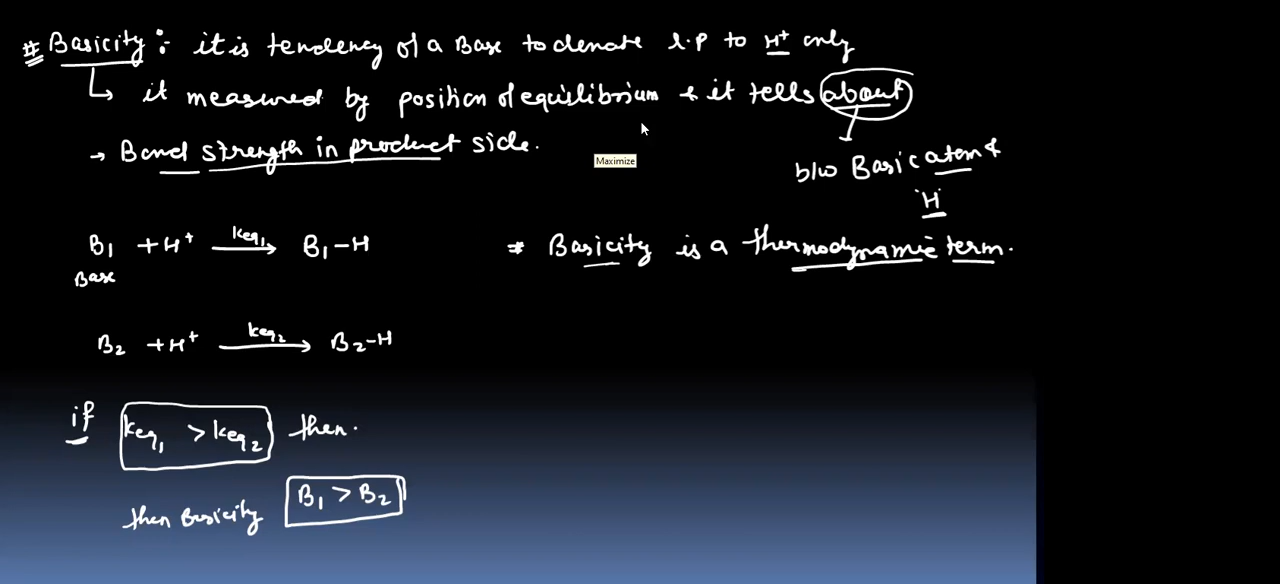 # Basicity :- it is tendency of a Base to donate l.p to H⁺ only
↳ it measured by position of equilibrium & it tells about
→ Bond strength in product side.
b/w Basic atom &
'H'
B₁ + H⁺ —keq₁→ B₁-H
Base
* Basicity is a thermodynamic term.
B₂ + H⁺ —keq₂→ B₂-H
if keq₁ > keq₂ then.
then Basicity B₁ > B₂
Maximize